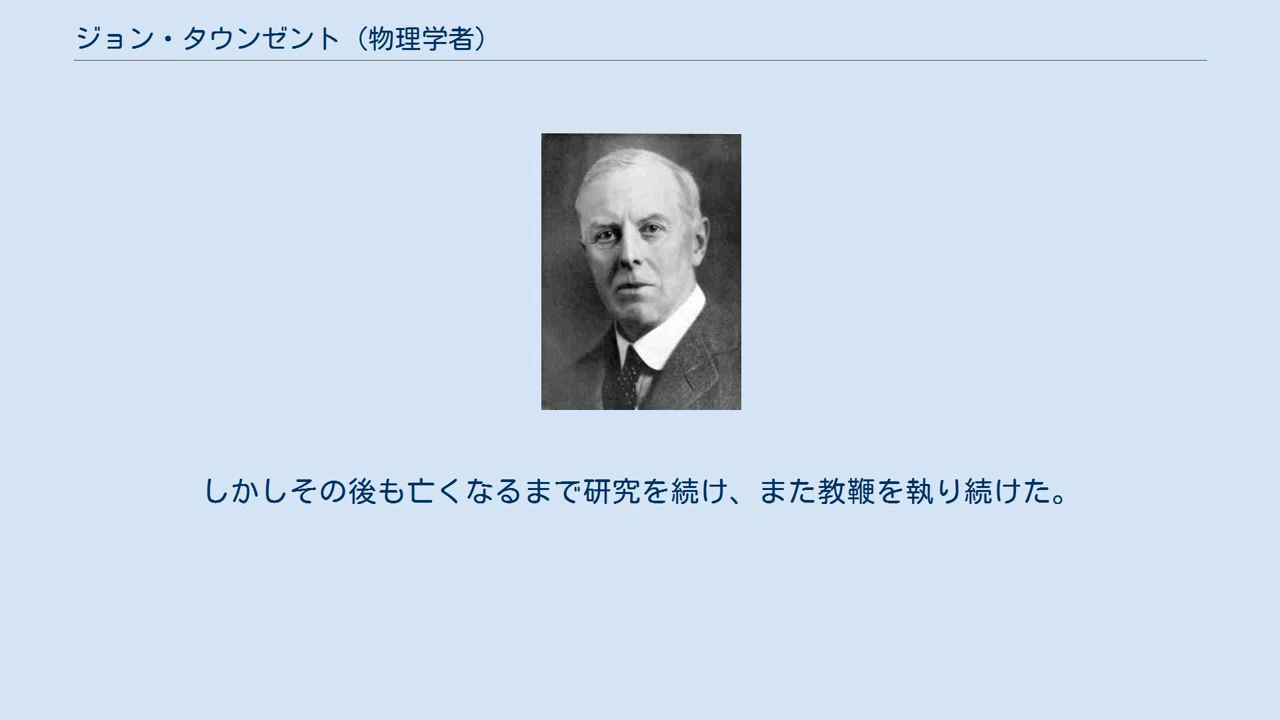 ジョン・タウンゼント（物理学者）
しかしその後も亡くなるまで研究を続け、また教鞭を執り続けた。